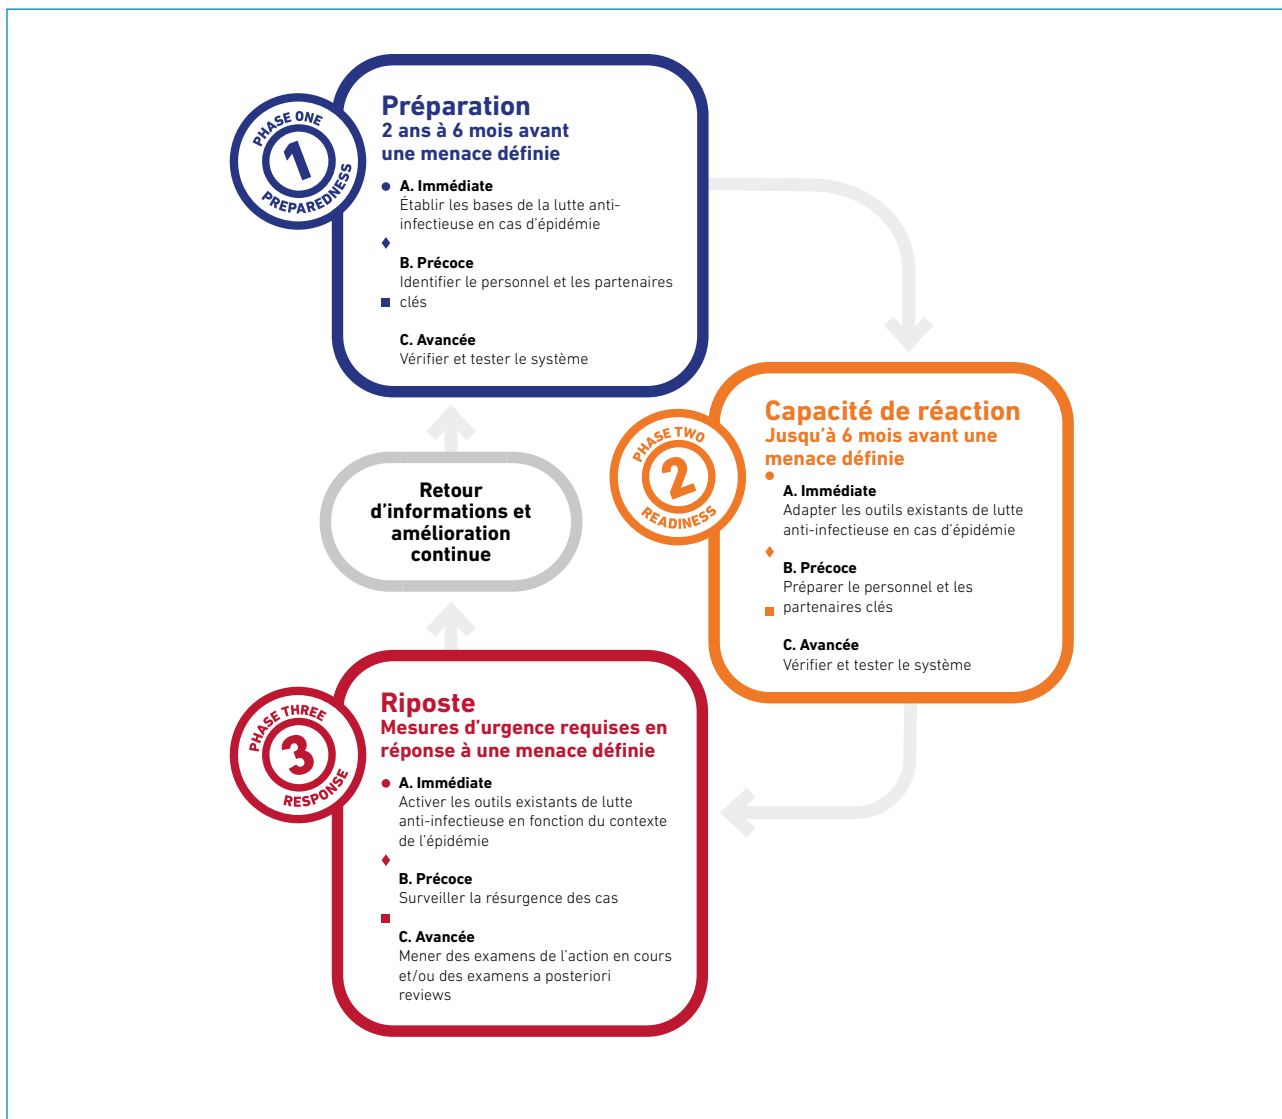 PHASE ONE
1
PREPAREDNESS
Préparation
2 ans à 6 mois avant
une menace définie
A. Immédiate
Établir les bases de la lutte anti-
infectieuse en cas d’épidémie
B. Précoce
Identifier le personnel et les partenaires
clés
C. Avancée
Vérifier et tester le système
PHASE TWO
2
READINESS
Capacité de réaction
Jusqu’à 6 mois avant une
menace définie
A. Immédiate
Adapter les outils existants de lutte
anti-infectieuse en cas d’épidémie
B. Précoce
Préparer le personnel et les
partenaires clés
C. Avancée
Vérifier et tester le système
Retour
d’informations et
amélioration
continue
PHASE THREE
3
RESPONSE
Riposte
Mesures d’urgence requises en
réponse à une menace définie
A. Immédiate
Activer les outils existants de lutte
anti-infectieuse en fonction du contexte
de l’épidémie
B. Précoce
Surveiller la résurgence des cas
C. Avancée
Mener des examens de l’action en cours
et/ou des examens a posteriori
reviews